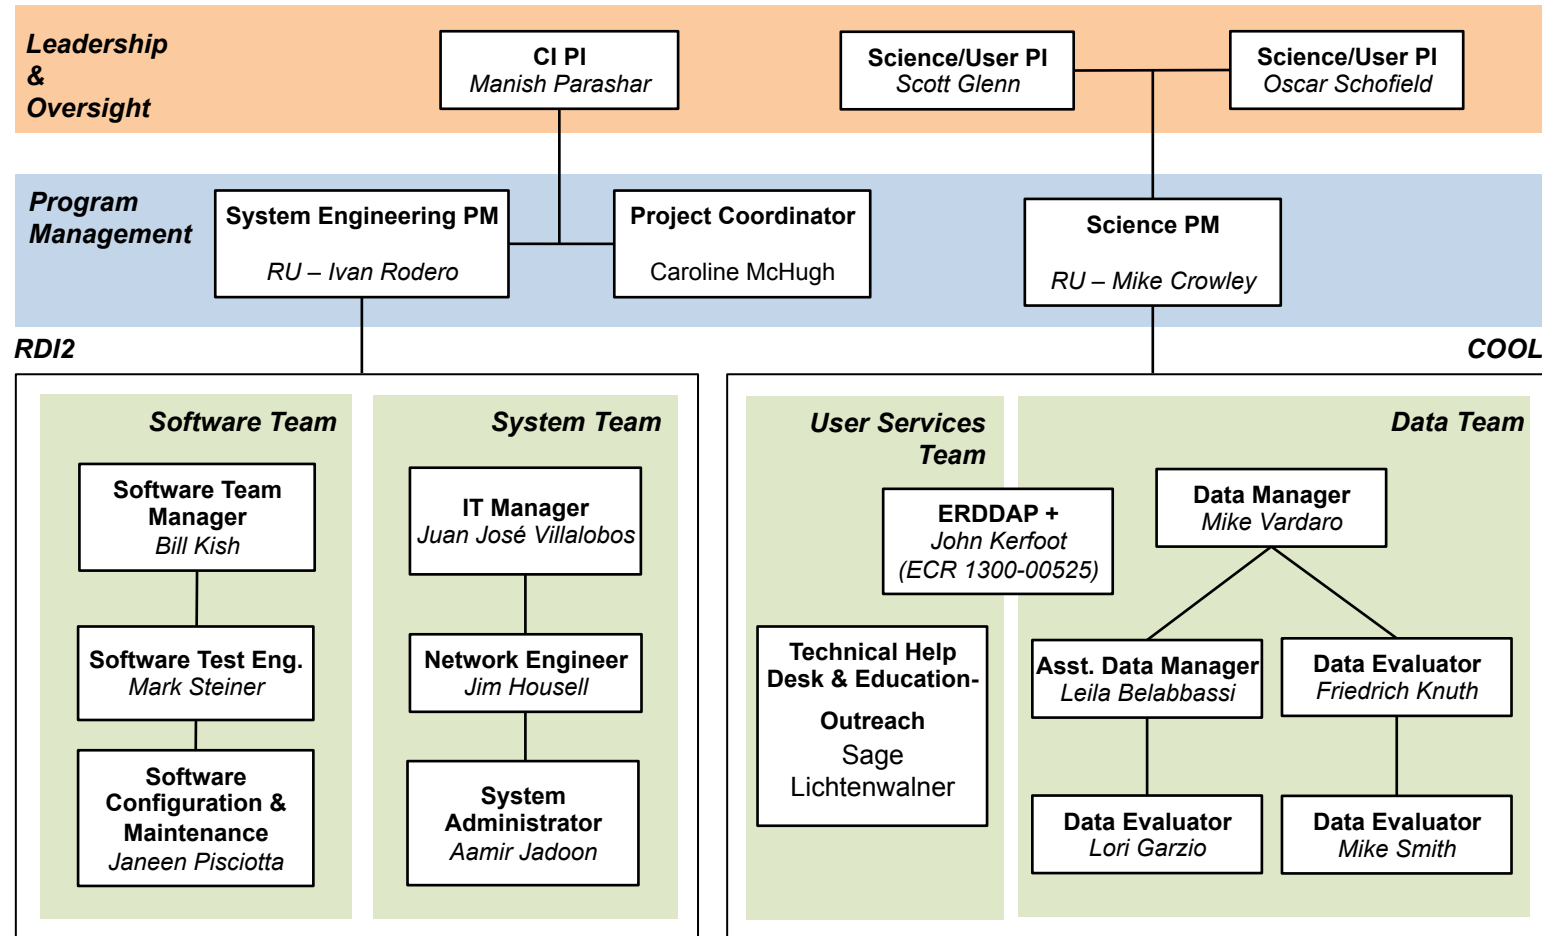 Leadership
&
Oversight
CI PI
Manish Parashar
Science/User PI
Scott Glenn
Science/User PI
Oscar Schofield
Program
Management
System Engineering PM
RU – Ivan Rodero
Project Coordinator
Caroline McHugh
Science PM
RU – Mike Crowley
RDI2
COOL
Software Team
Software Team
Manager
Bill Kish
Software Test Eng.
Mark Steiner
Software
Configuration &
Maintenance
Janeen Pisciotta
System Team
IT Manager
Juan José Villalobos
Network Engineer
Jim Housell
System
Administrator
Aamir Jadoon
User Services
Team
ERDDAP +
John Kerfoot
(ECR 1300-00525)
Technical Help
Desk & Education-
Outreach
Sage
Lichtenwalner
Data Team
Data Manager
Mike Vardaro
Asst. Data Manager
Leila Belabbassi
Data Evaluator
Friedrich Knuth
Data Evaluator
Lori Garzio
Data Evaluator
Mike Smith